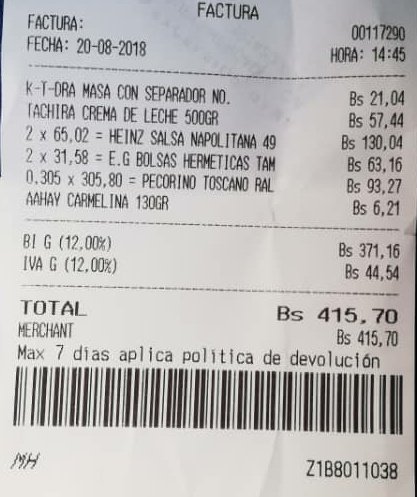 FACTURA
FACTURA: 00117290
FECHA: 20-08-2018 HORA: 14:45
K-T-DRA MASA CON SEPARADOR NO. Bs 21,04
TACHIRA CREMA DE LECHE 500GR Bs 57,44
2 x 65,02 = HEINZ SALSA NAPOLITANA 49 Bs 130,04
2 x 31,58 = E.G BOLSAS HERMETICAS TAM Bs 63,16
0,305 x 305,80 = PECORINO TOSCANO RAL Bs 93,27
AAHAY CARMELINA 130GR Bs 6,21
BI G (12,00%) Bs 371,16
IVA G (12,00%) Bs 44,54
TOTAL Bs 415,70
MERCHANT Bs 415,70
Max 7 días aplica política de devolución
MH Z1B8011038